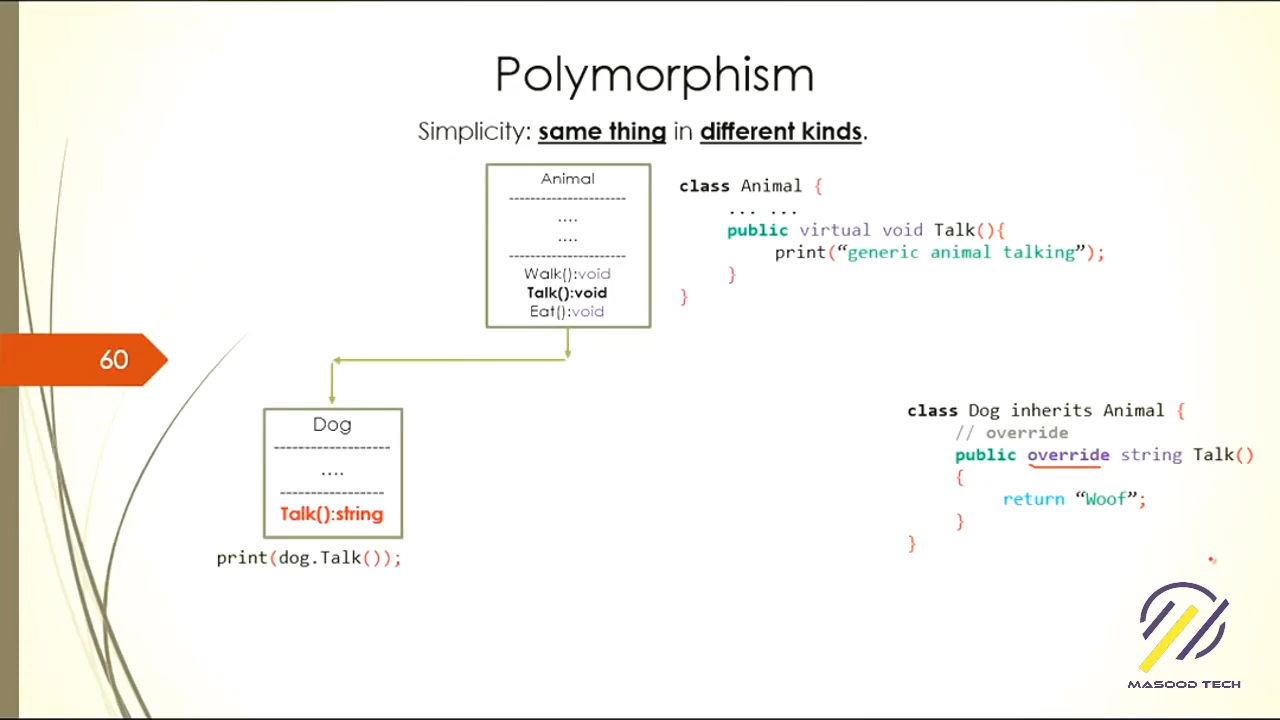 Polymorphism
Simplicity: same thing in different kinds.
Animal
----------------------
....
....
----------------------
Walk():void
Talk():void
Eat():void
class Animal {
... ...
public virtual void Talk(){
print(“generic animal talking”);
}
}
60
Dog
--------------------
....
------------------
Talk():string
print(dog.Talk());
class Dog inherits Animal {
// override
public override string Talk()
{
return “Woof”;
}
}
MASOOD TECH